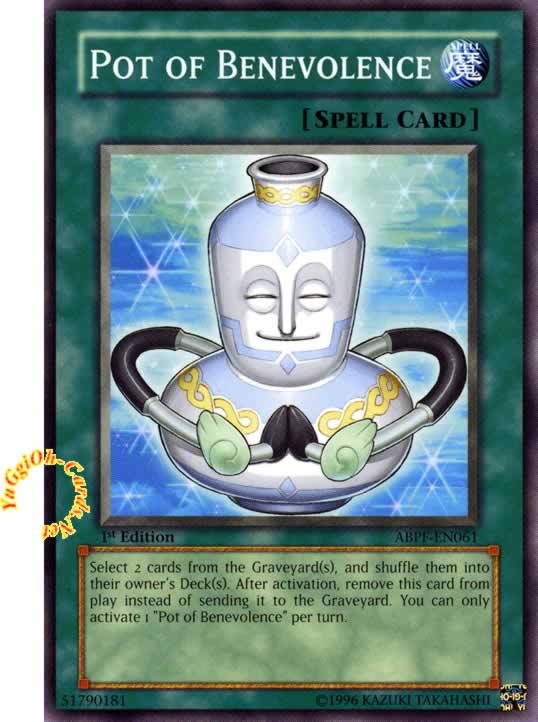 POT OF BENEVOLENCE
SPELL
魔
[SPELL CARD]
YuGgiOh-Cards.Net
1st Edition
ABPF-EN061
Select 2 cards from the Graveyard(s), and shuffle them into
their owner's Deck(s). After activation, remove this card from
play instead of sending it to the Graveyard. You can only
activate 1 "Pot of Benevolence" per turn.
51790181
©1996 KAZUKI TAKAHASHI